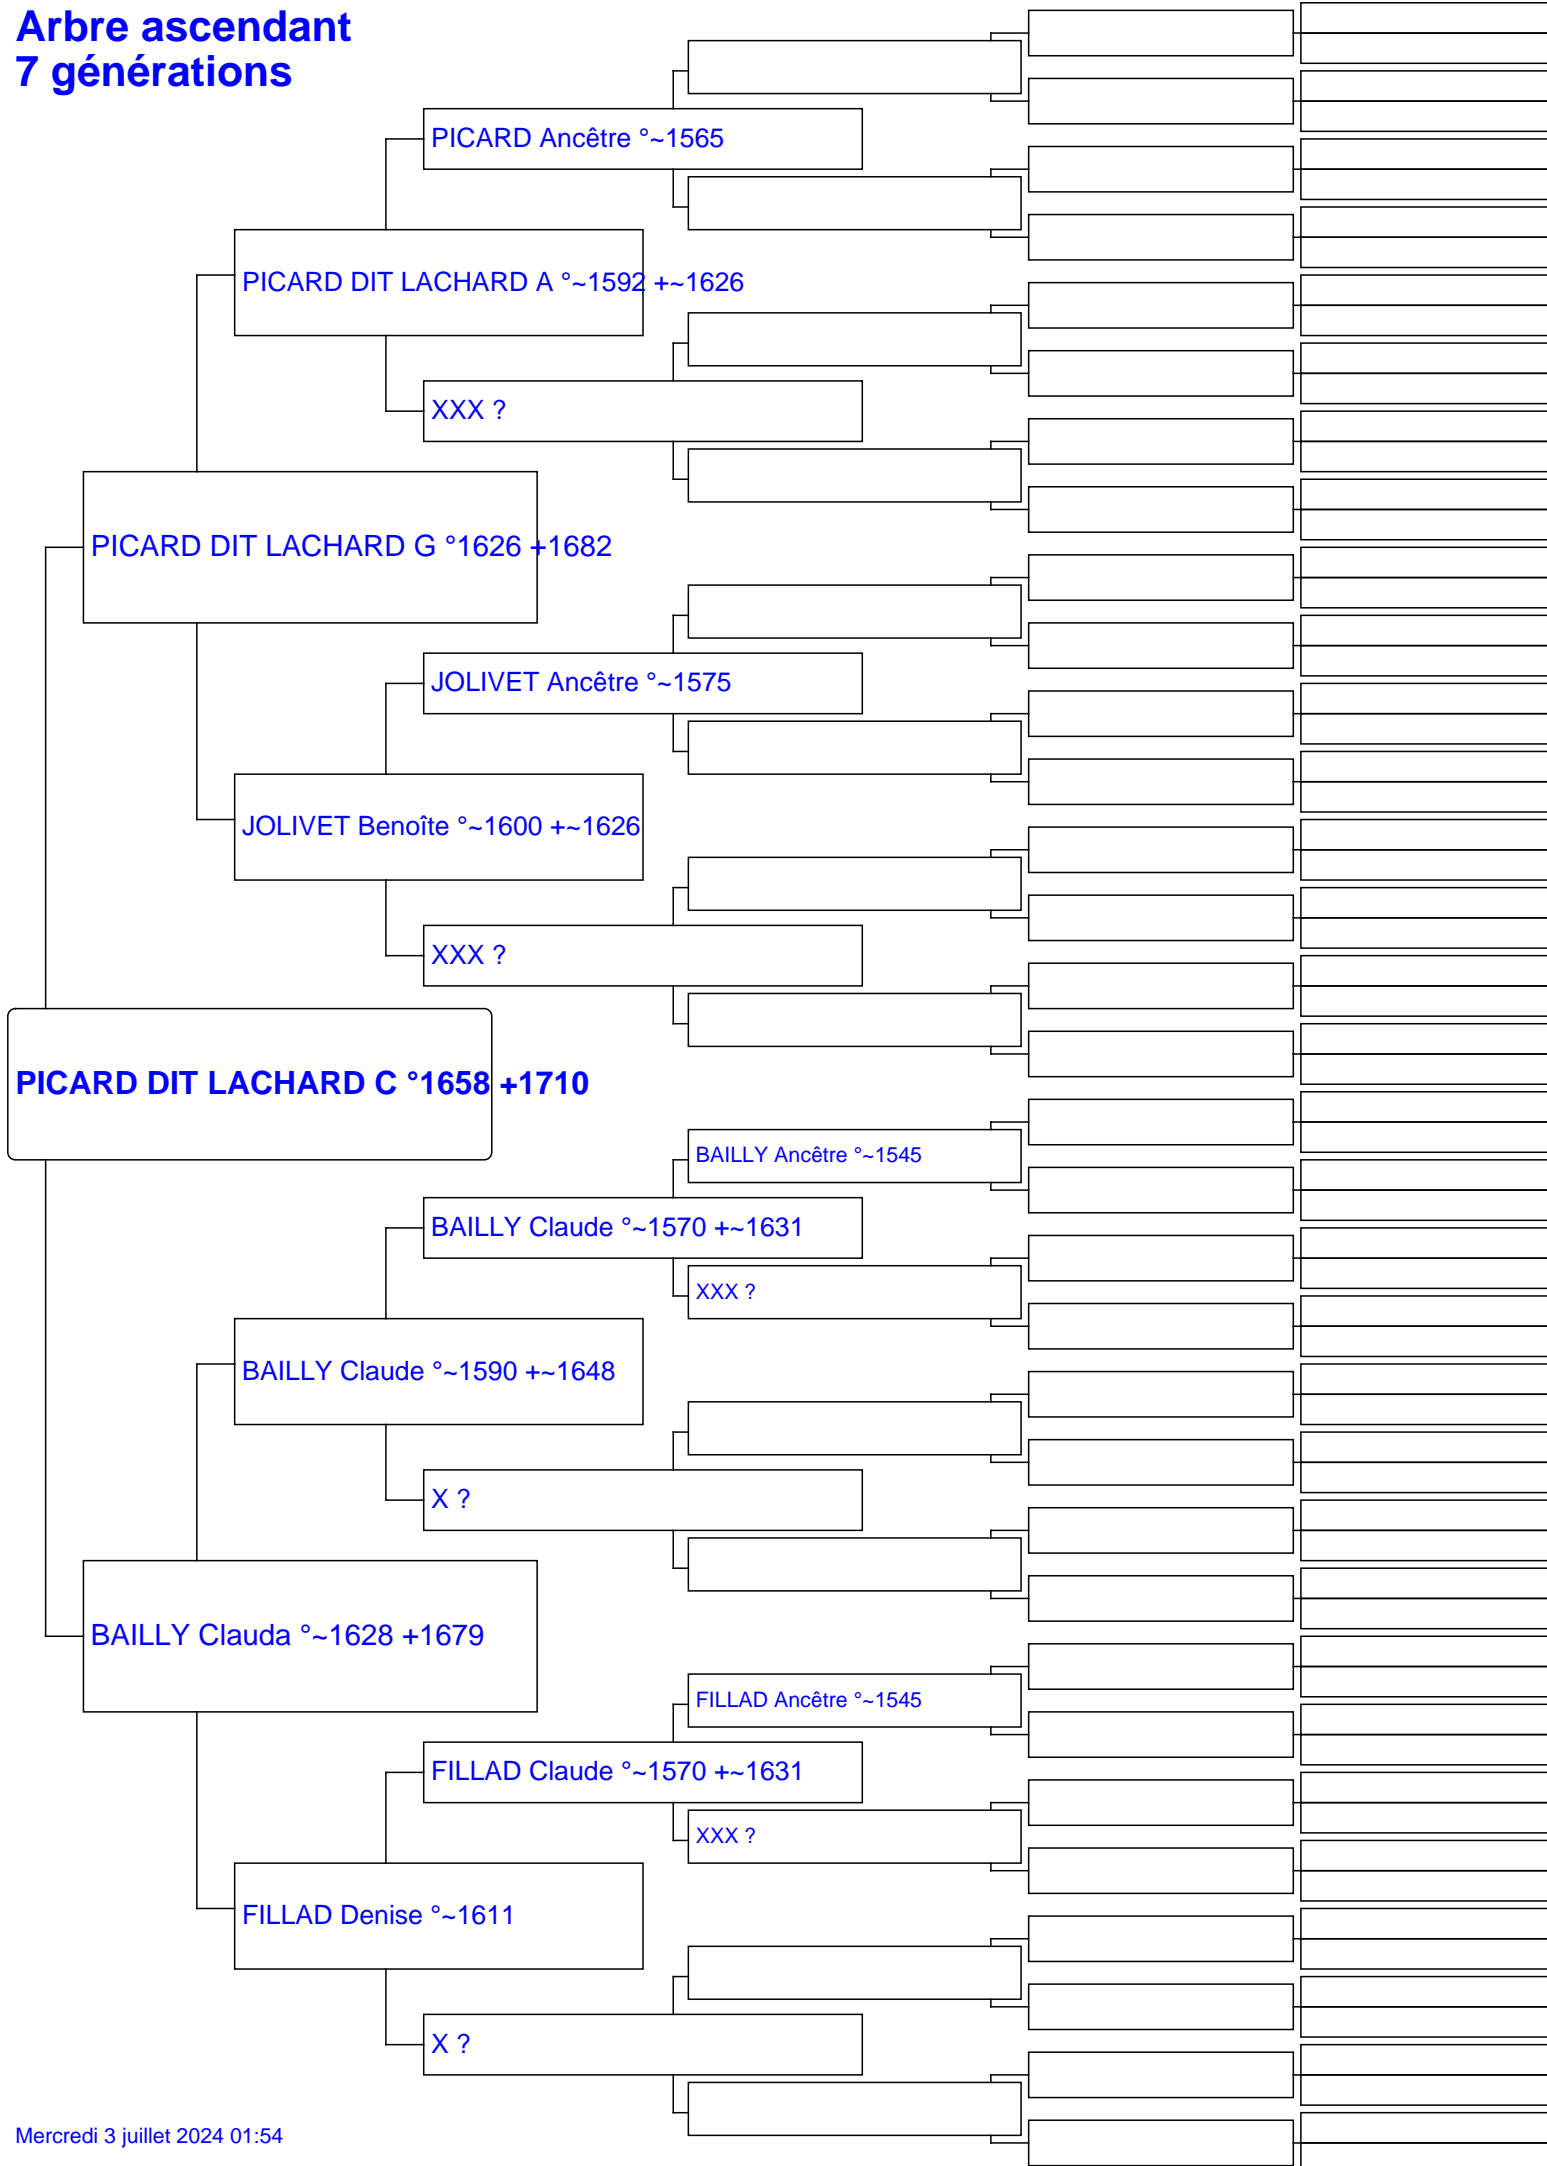 Arbre ascendant
7 générations
PICARD Ancêtre °~1565
PICARD DIT LACHARD A °~1592 +~1626
XXX ?
PICARD DIT LACHARD G °1626 +1682
JOLIVET Ancêtre °~1575
JOLIVET Benoîte °~1600 +~1626
XXX ?
PICARD DIT LACHARD C °1658 +1710
BAILLY Ancêtre °~1545
BAILLY Claude °~1570 +~1631
XXX ?
BAILLY Claude °~1590 +~1648
X ?
BAILLY Clauda °~1628 +1679
FILLAD Ancêtre °~1545
FILLAD Claude °~1570 +~1631
XXX ?
FILLAD Denise °~1611
X ?
Mercredi 3 juillet 2024 01:54